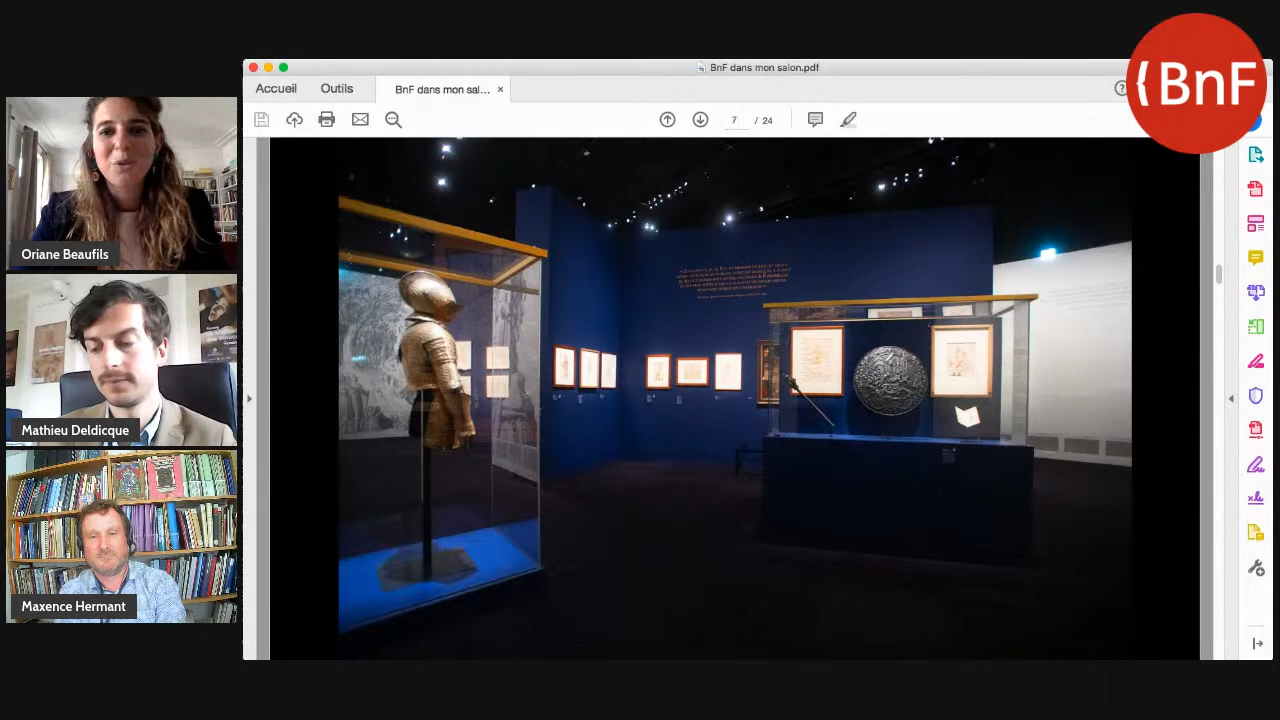 BnF dans mon salon.pdf
Accueil
Outils
BnF dans mon sal...
7 / 24
BnF
Oriane Beaufils
Mathieu Deldicque
Maxence Hermant